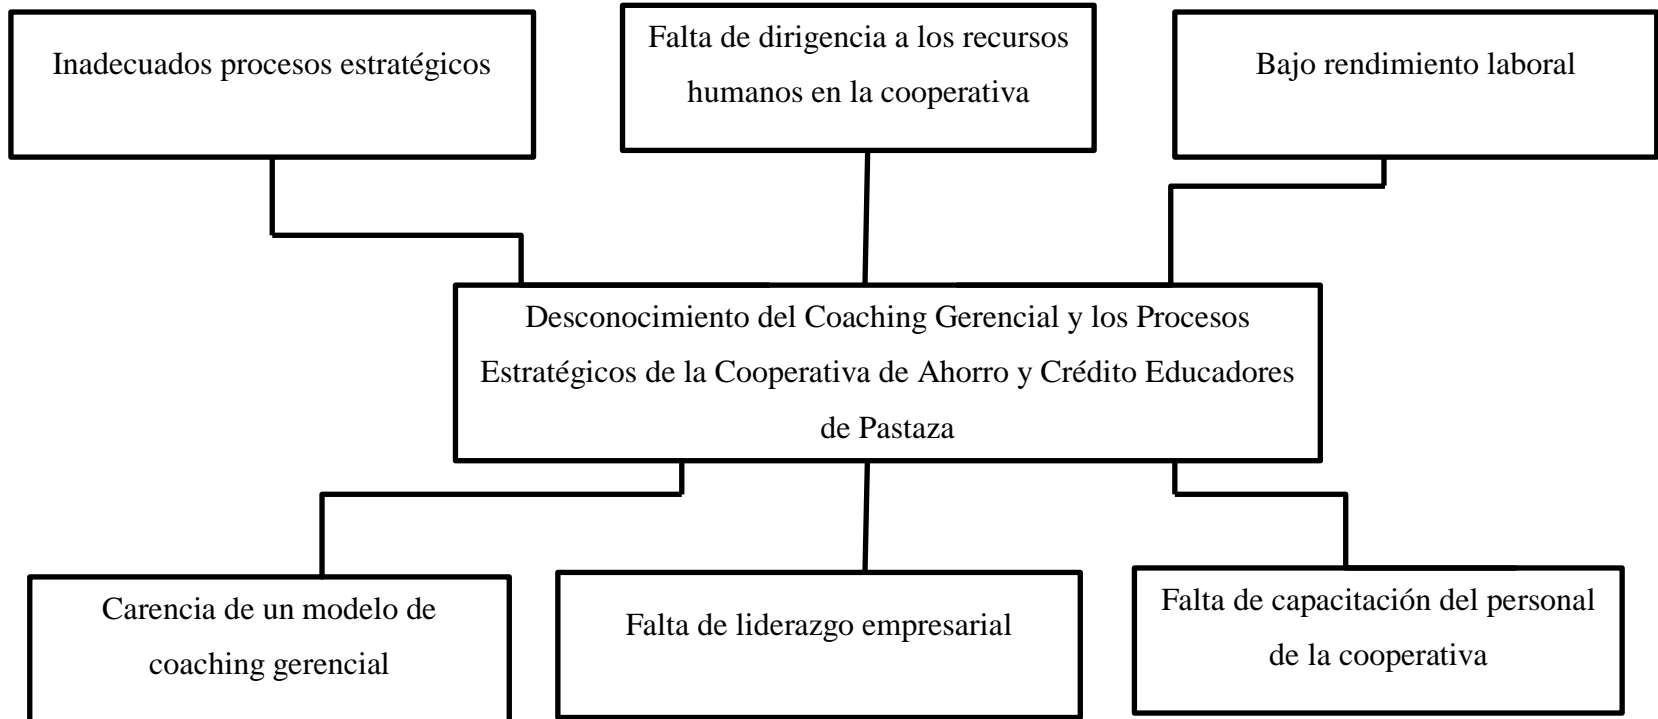 Inadecuados procesos estratégicos
Falta de dirigencia a los recursos
humanos en la cooperativa
Bajo rendimiento laboral
Desconocimiento del Coaching Gerencial y los Procesos
Estratégicos de la Cooperativa de Ahorro y Crédito Educadores
de Pastaza
Carencia de un modelo de
coaching gerencial
Falta de liderazgo empresarial
Falta de capacitación del personal
de la cooperativa